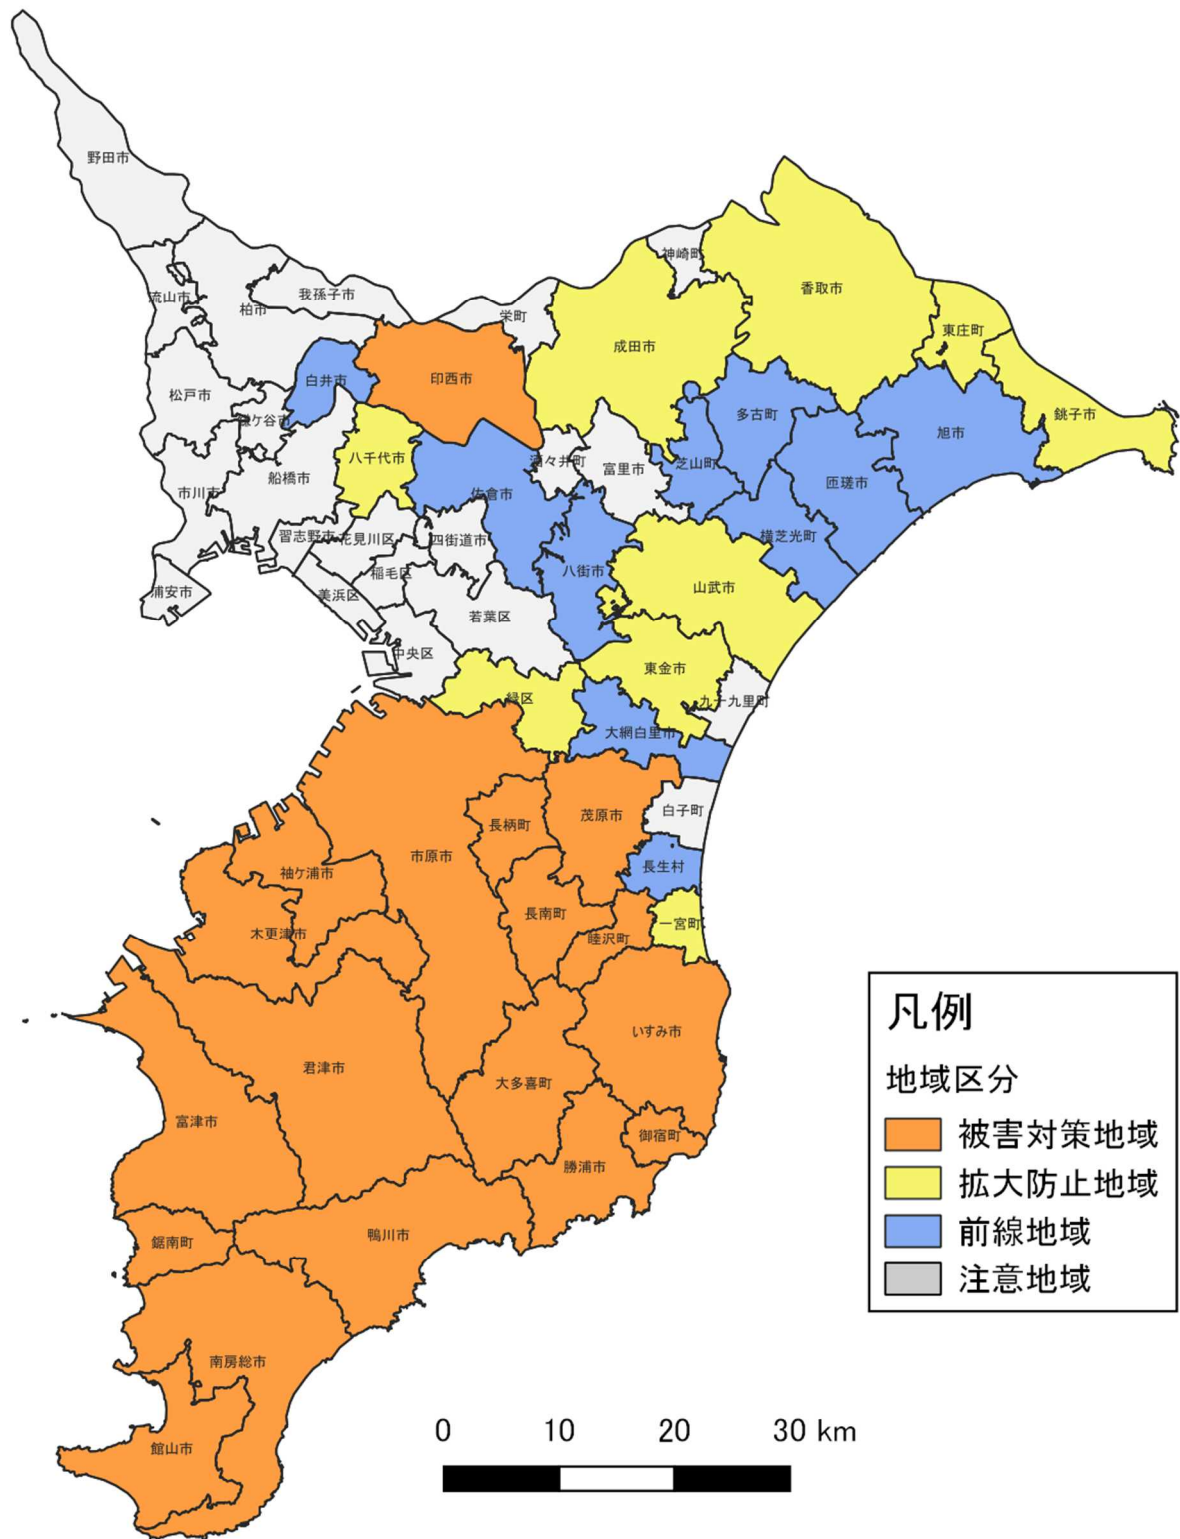 野田市
神崎町
香取市
流山市
我孫子市
柏市
栄町
東庄町
成田市
白井市
印西市
松戸市
銚子市
多古町
鎌ケ谷市
旭市
八千代市
酒々井町
芝山町
富里市
船橋市
匝瑳市
市川市
佐倉市
習志野市
花見川区
四街道市
横芝光町
稲毛区
八街市
山武市
浦安市
美浜区
若葉区
中央区
東金市
緑区
九十九里町
大網白里市
白子町
茂原市
長柄町
市原市
長生村
袖ケ浦市
長南町
一宮町
木更津市
睦沢町
いすみ市
君津市
大多喜町
富津市
御宿町
勝浦市
鋸南町
鴨川市
南房総市
館山市
凡例
地域区分
被害対策地域
拡大防止地域
前線地域
注意地域
0 10 20 30 km